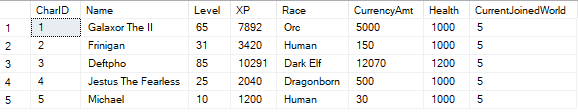 CharID Name Level XP Race CurrencyAmt Health CurrentJoinedWorld
1 1 Galaxor The II 65 7892 Orc 5000 1000 5
2 2 Frinigan 31 3420 Human 150 1000 5
3 3 Deftpho 85 10291 Dark Elf 12070 1200 5
4 4 Jestus The Fearless 25 2040 Dragonborn 500 1000 5
5 5 Michael 10 1200 Human 30 1000 5